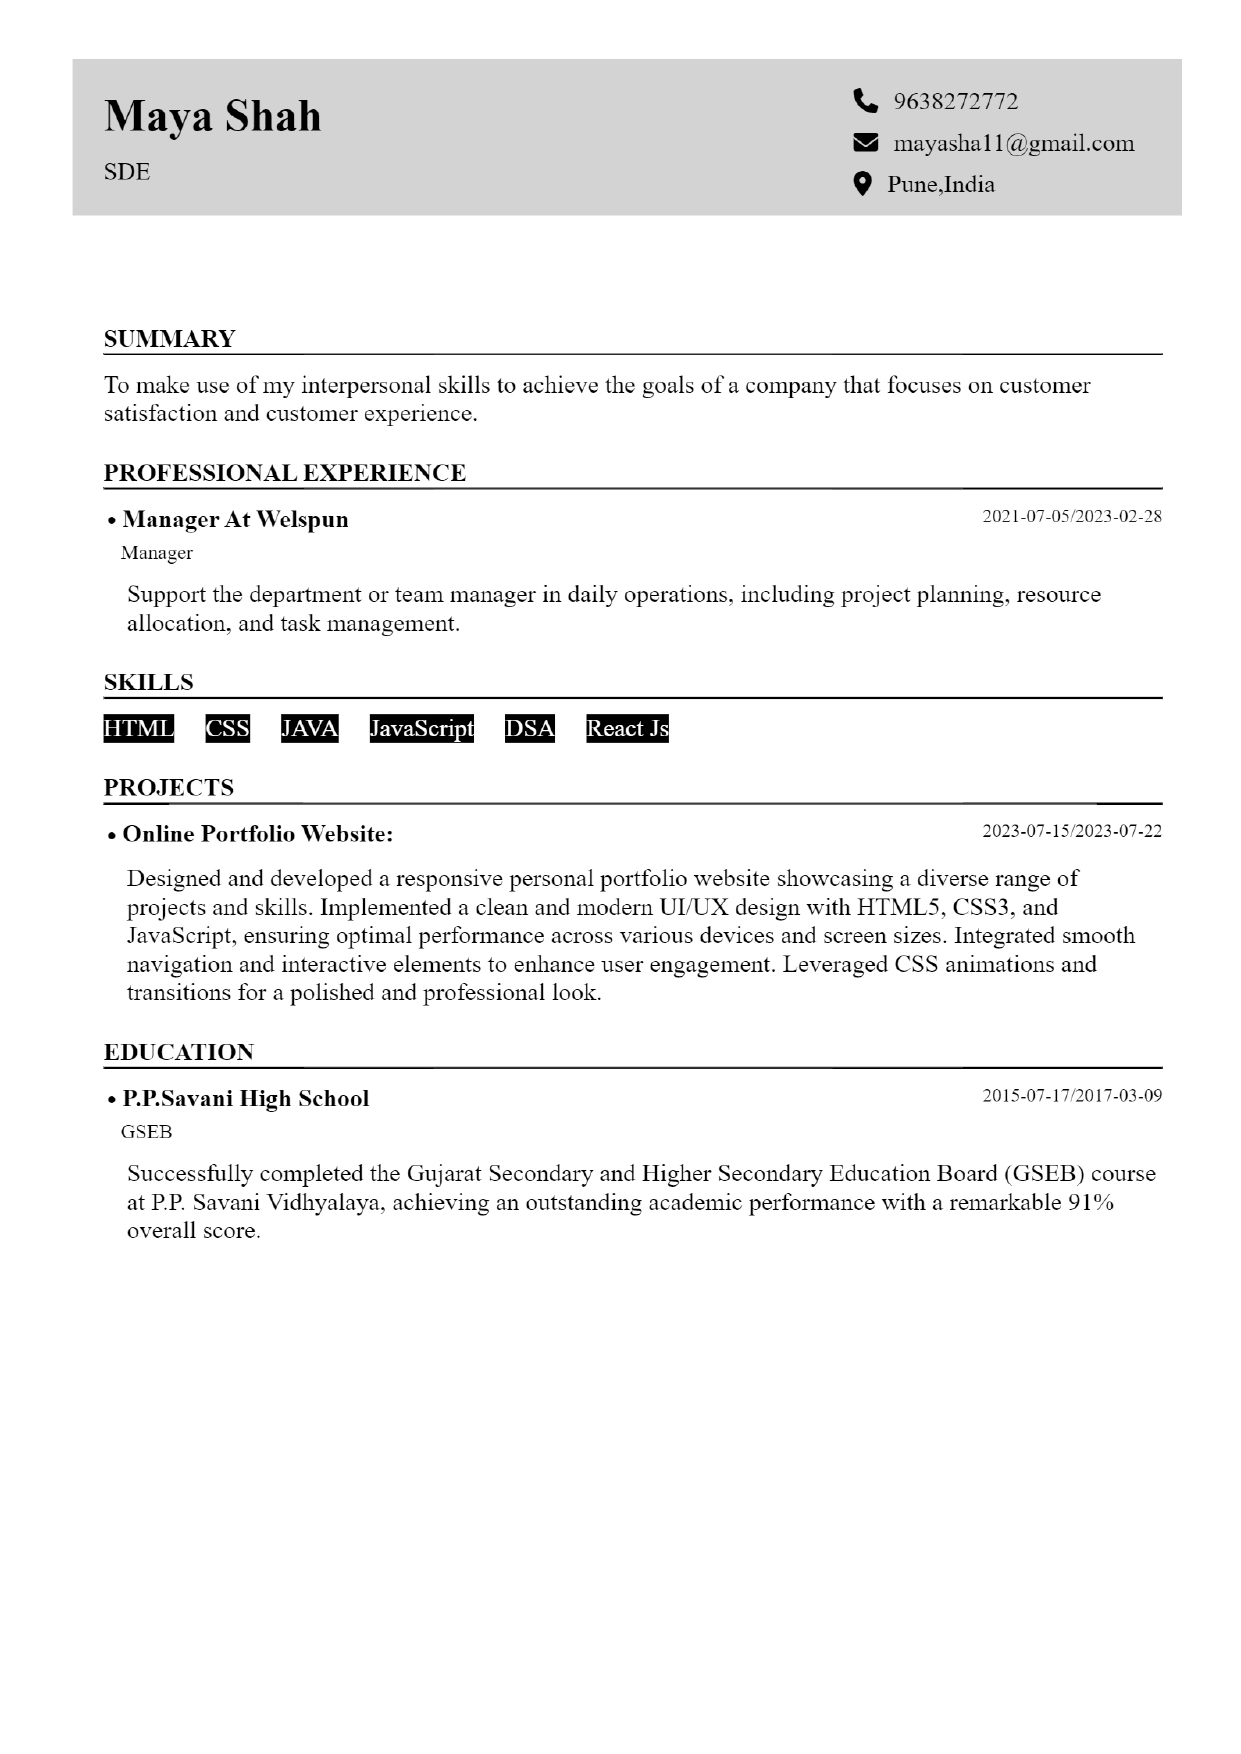 Maya Shah
SDE
9638272772
mayasha11@gmail.com
Pune,India
SUMMARY
To make use of my interpersonal skills to achieve the goals of a company that focuses on customer
satisfaction and customer experience.
PROFESSIONAL EXPERIENCE
• Manager At Welspun 2021-07-05/2023-02-28
Manager
Support the department or team manager in daily operations, including project planning, resource
allocation, and task management.
SKILLS
HTML CSS JAVA JavaScript DSA React Js
PROJECTS
• Online Portfolio Website: 2023-07-15/2023-07-22
Designed and developed a responsive personal portfolio website showcasing a diverse range of
projects and skills. Implemented a clean and modern UI/UX design with HTML5, CSS3, and
JavaScript, ensuring optimal performance across various devices and screen sizes. Integrated smooth
navigation and interactive elements to enhance user engagement. Leveraged CSS animations and
transitions for a polished and professional look.
EDUCATION
• P.P.Savani High School 2015-07-17/2017-03-09
GSEB
Successfully completed the Gujarat Secondary and Higher Secondary Education Board (GSEB) course
at P.P. Savani Vidhyalaya, achieving an outstanding academic performance with a remarkable 91%
overall score.